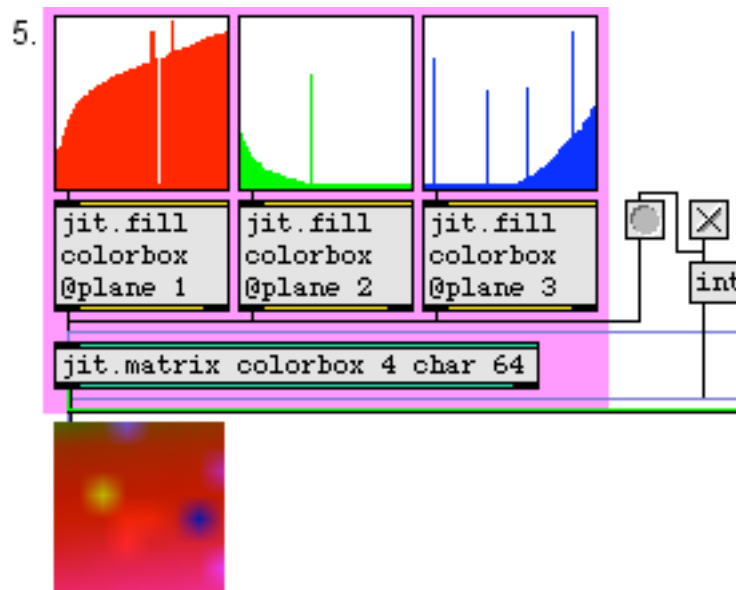 5.
jit.fill
colorbox
@plane 1
jit.fill
colorbox
@plane 2
jit.fill
colorbox
@plane 3
int
jit.matrix colorbox 4 char 64